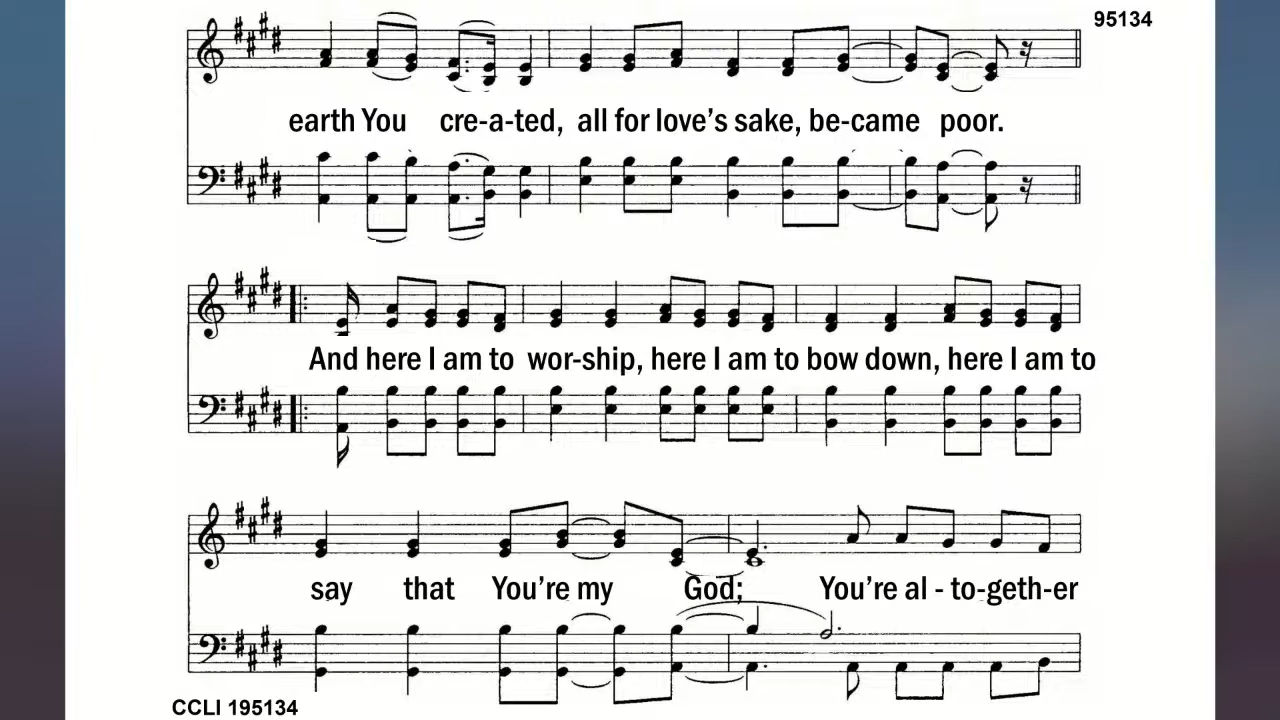 95134
earth You cre-a-ted, all for love's sake, be-came poor.
And here I am to wor-ship, here I am to bow down, here I am to
say that You're my God; You're al - to-geth-er
CCLI 195134